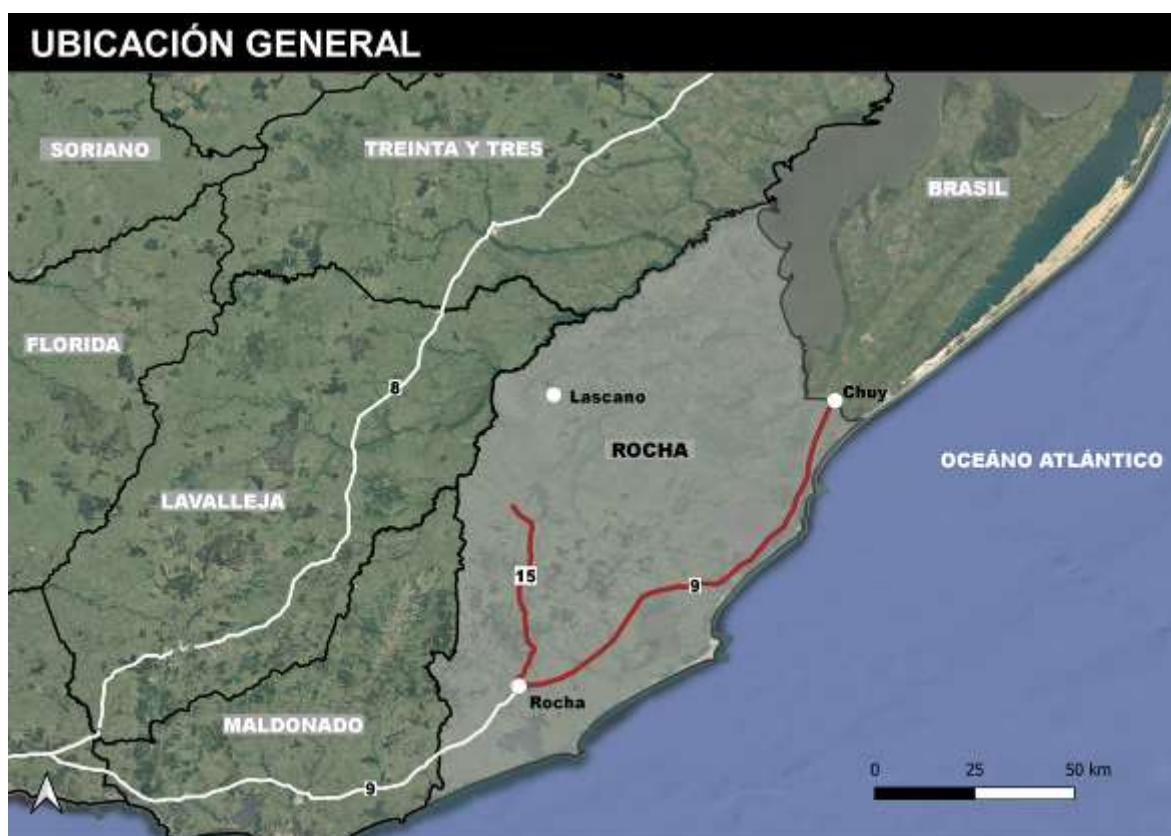 UBICACIÓN GENERAL
SORIANO
TREINTA Y TRES
BRASIL
FLORIDA
8
Lascano
Chuy
ROCHA
OCEÁNO ATLÁNTICO
LAVALLEJA
15
9
Rocha
MALDONADO
9
0 25 50 km